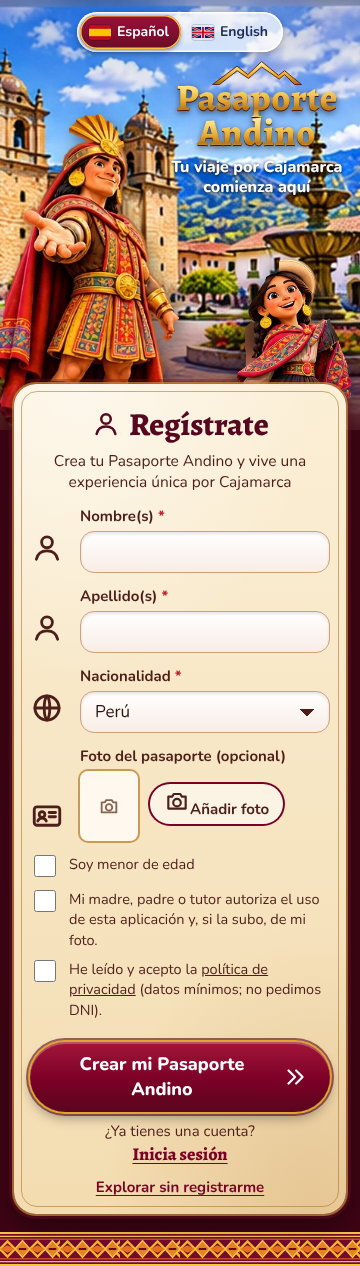 Español English
Pasaporte
Andino
Tu viaje por Cajamarca
comienza aquí
Regístrate
Crea tu Pasaporte Andino y vive una
experiencia única por Cajamarca
Nombre(s) *
Apellido(s) *
Nacionalidad *
Perú
Foto del pasaporte (opcional)
Añadir foto
Soy menor de edad
Mi madre, padre o tutor autoriza el uso
de esta aplicación y, si la subo, de mi
foto.
He leído y acepto la política de
privacidad (datos mínimos; no pedimos
DNI).
Crear mi Pasaporte
Andino
¿Ya tienes una cuenta?
Inicia sesión
Explorar sin registrarme